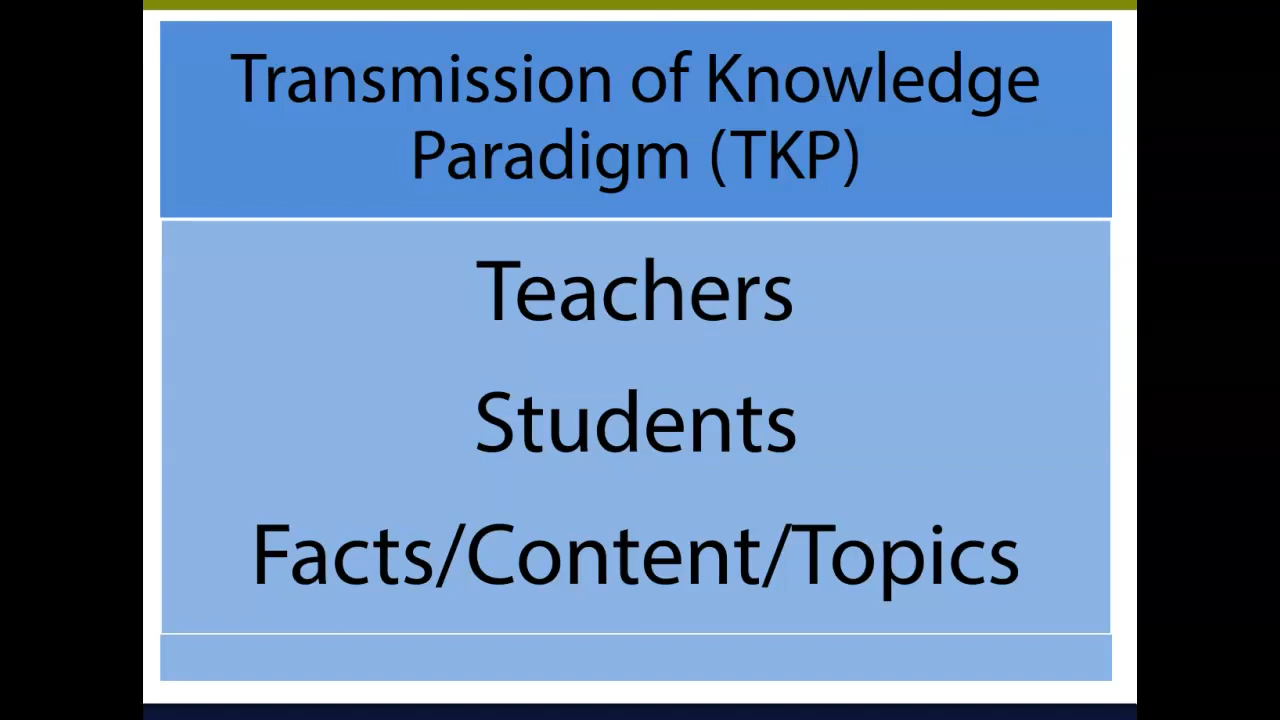 Transmission of Knowledge
Paradigm (TKP)
Teachers
Students
Facts/Content/Topics